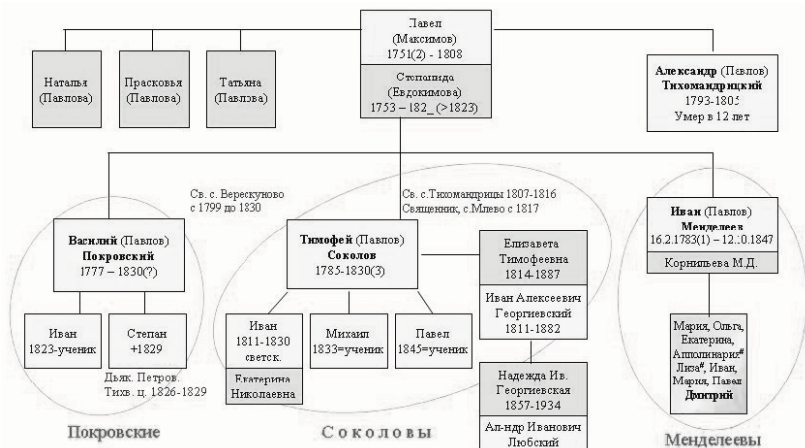 Павел
(Максимов)
1751(2) - 1808
Степанида
(Евдокимова)
1753 – 182_ (>1823)
Наталья
(Павлова)
Прасковья
(Павлова)
Татьяна
(Павлова)
Александр (Павлов)
Тихомандрицкий
1793-1805
Умер в 12 лет
Св. с. Верескуново
с 1799 до 1830
Св. с.Тихомандрицы 1807-1816
Священник, с.Млево с 1817
Василий (Павлов)
Покровский
1777 – 1830(?)
Тимофей (Павлов)
Соколов
1785-1830(3)
Елизавета
Тимофеевна
1814-1887
Иван Алексеевич
Георгиевский
1811-1882
Иван (Павлов)
Менделеев
16.2.1783(1) – 12.10.1847
Корнильева М.Д.
Иван
1823-ученик
Степан
+1829
Дьяк. Петров.
Тихв. ц. 1826-1829
Иван
1811-1830
светск.
Екатерина
Николаевна
Михаил
1833=ученик
Павел
1845=ученик
Надежда Ив.
Георгиевская
1857-1934
Ал-ндр Иванович
Любский
Мария, Ольга,
Екатерина,
Апполинария#
Лиза#, Иван,
Мария, Павел
Дмитрий
Покровские
Соколовы
Менделеевы